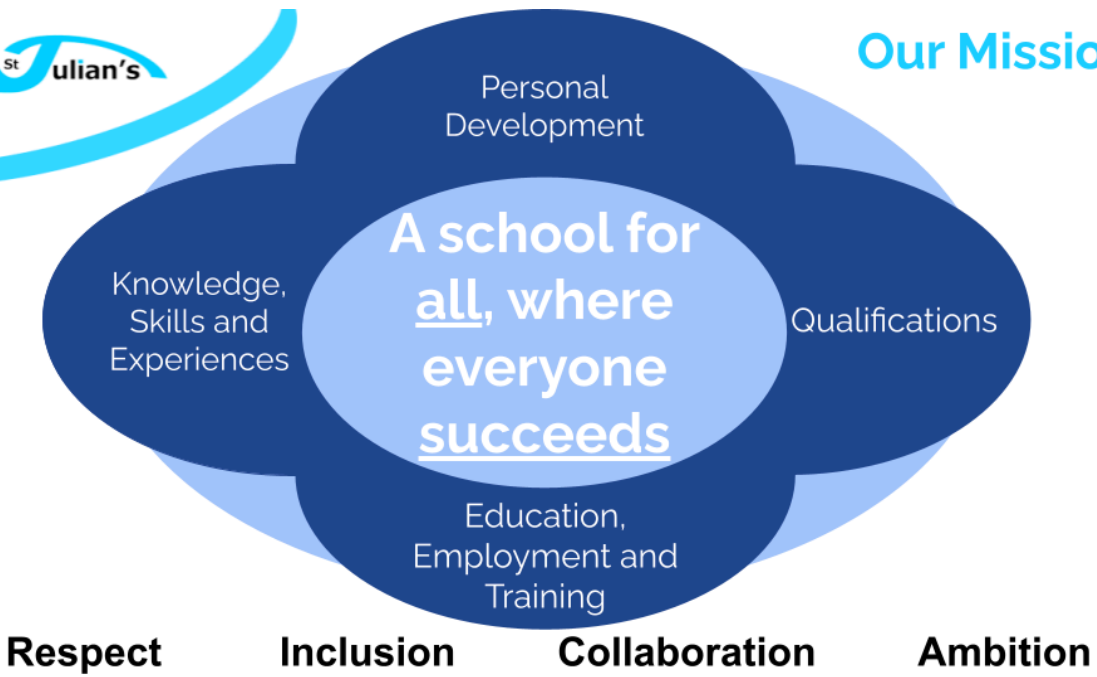 St Julian's
Our Missio
Personal
Development
A school for
all, where
everyone
succeeds
Knowledge,
Skills and
Experiences
Qualifications
Education,
Employment and
Training
Respect Inclusion Collaboration Ambition